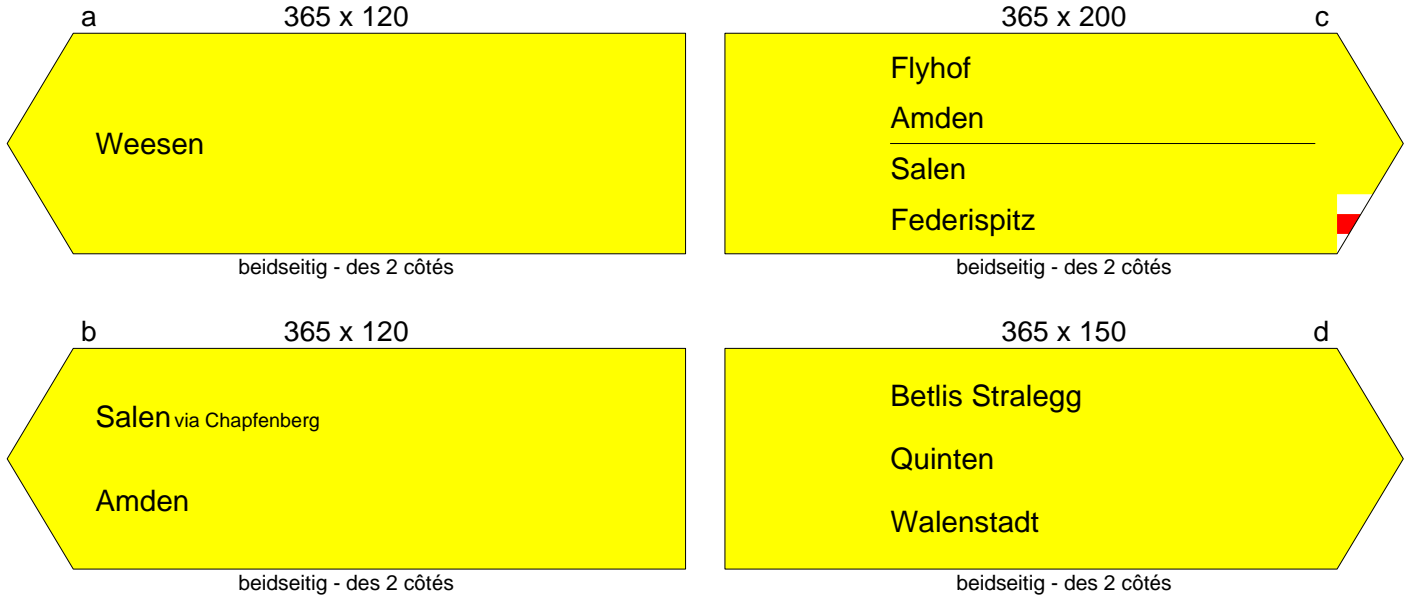 a 365 x 120
Weesen
beidseitig - des 2 côtés
365 x 200 c
Flyhof
Amden
Salen
Federispitz
beidseitig - des 2 côtés
b 365 x 120
Salen via Chapfenberg
Amden
beidseitig - des 2 côtés
365 x 150 d
Betlis Stralegg
Quinten
Walenstadt
beidseitig - des 2 côtés